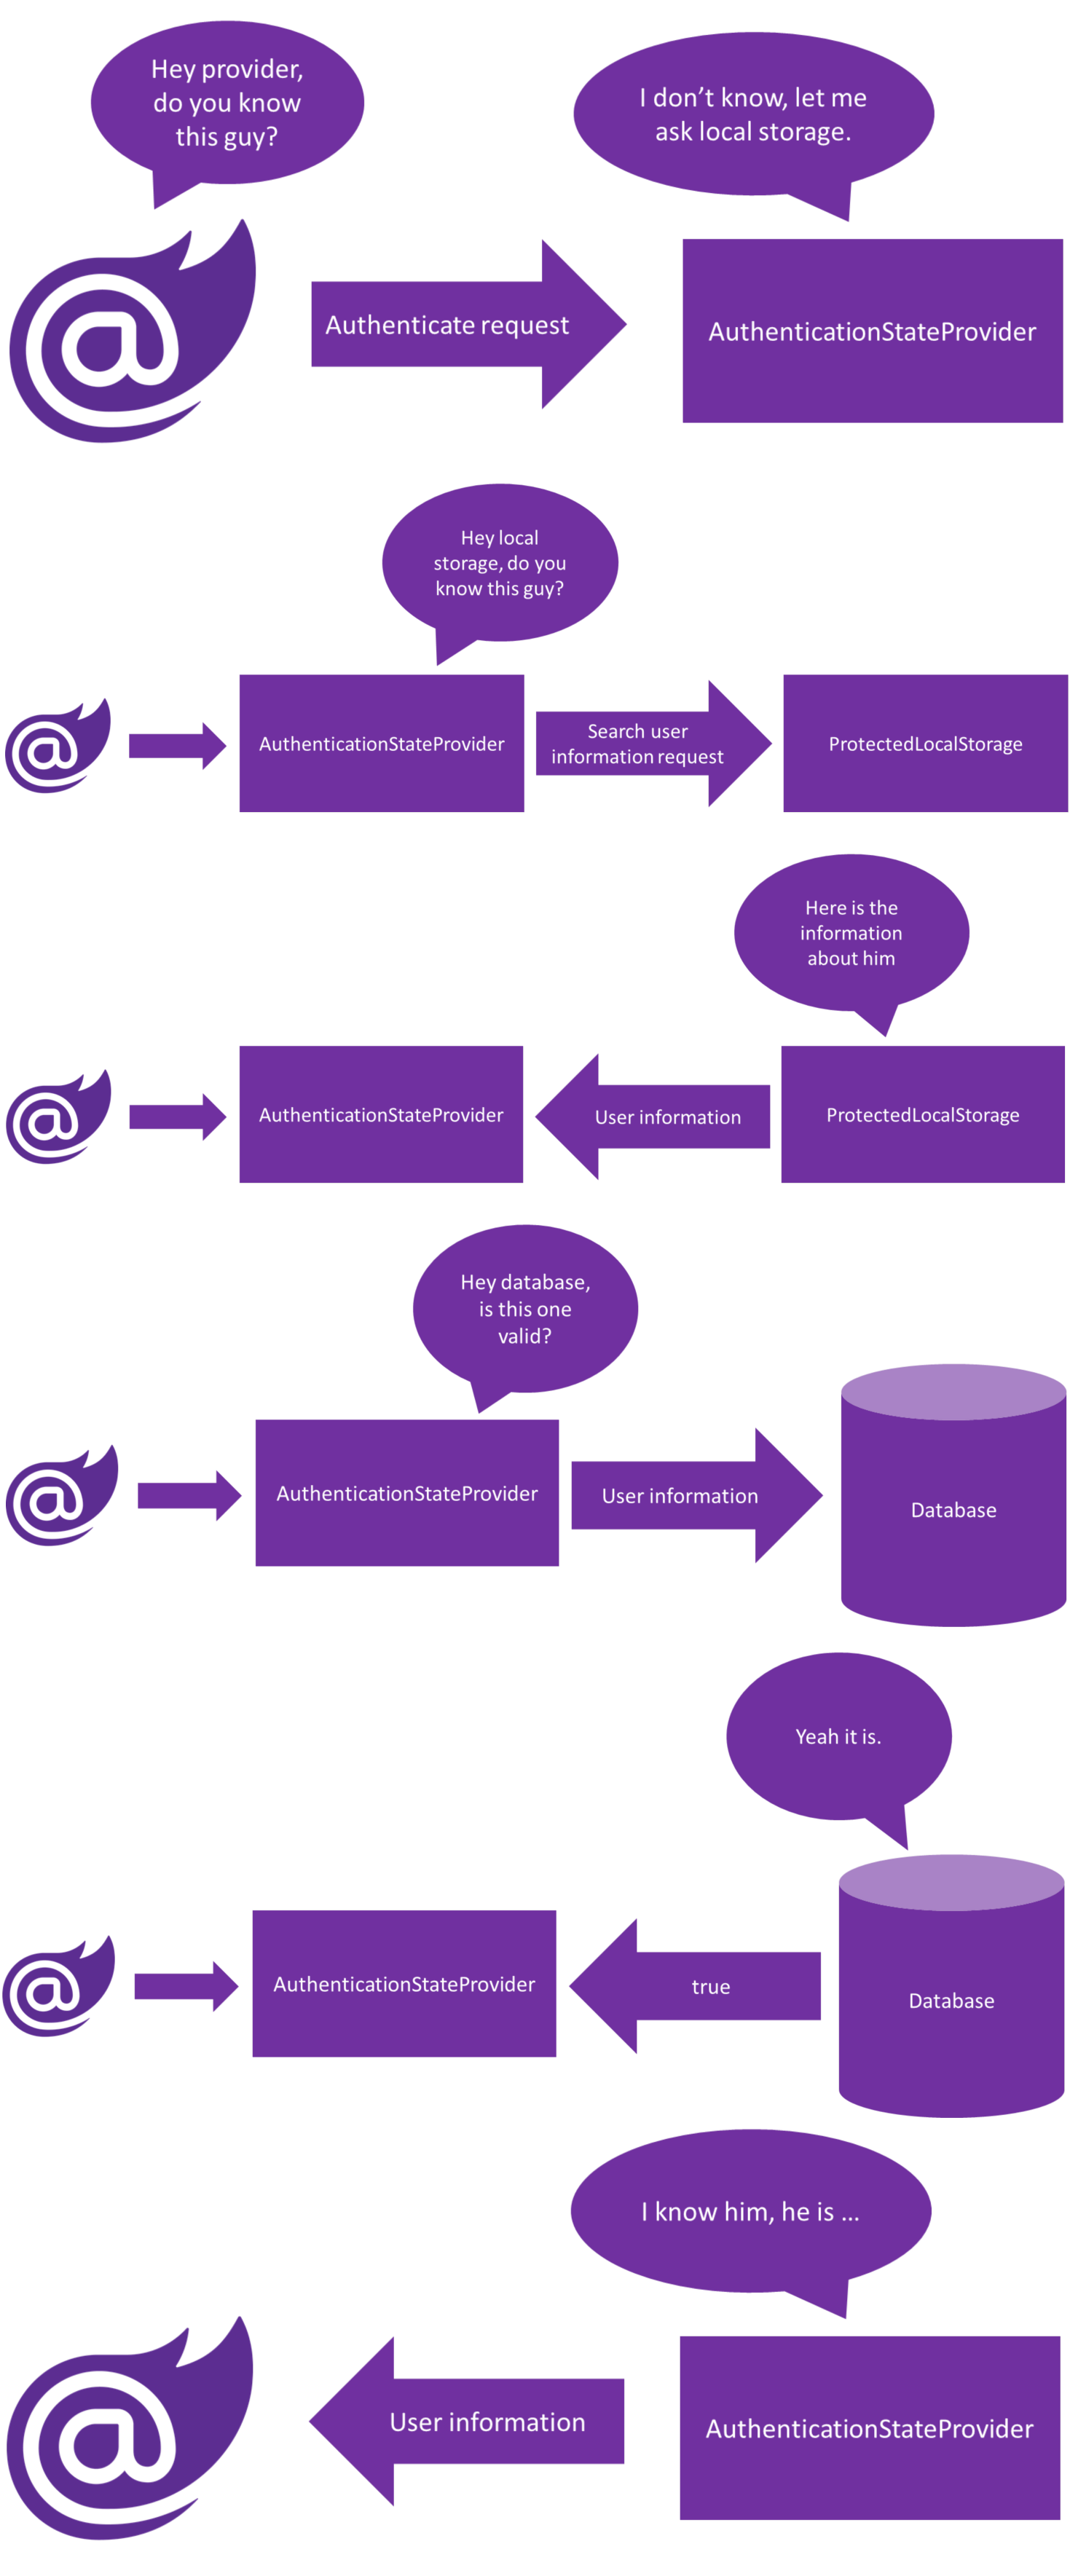 Hey provider,
do you know
this guy?
I don't know, let me
ask local storage.
@
Authenticate request
AuthenticationStateProvider
Hey local
storage, do you
know this guy?
@
AuthenticationStateProvider
Search user
information request
ProtectedLocalStorage
Here is the
information
about him
@
AuthenticationStateProvider
User information
ProtectedLocalStorage
Hey database,
is this one
valid?
@
AuthenticationStateProvider
User information
Database
Yeah it is.
@
AuthenticationStateProvider
true
Database
I know him, he is ...
@
User information
AuthenticationStateProvider